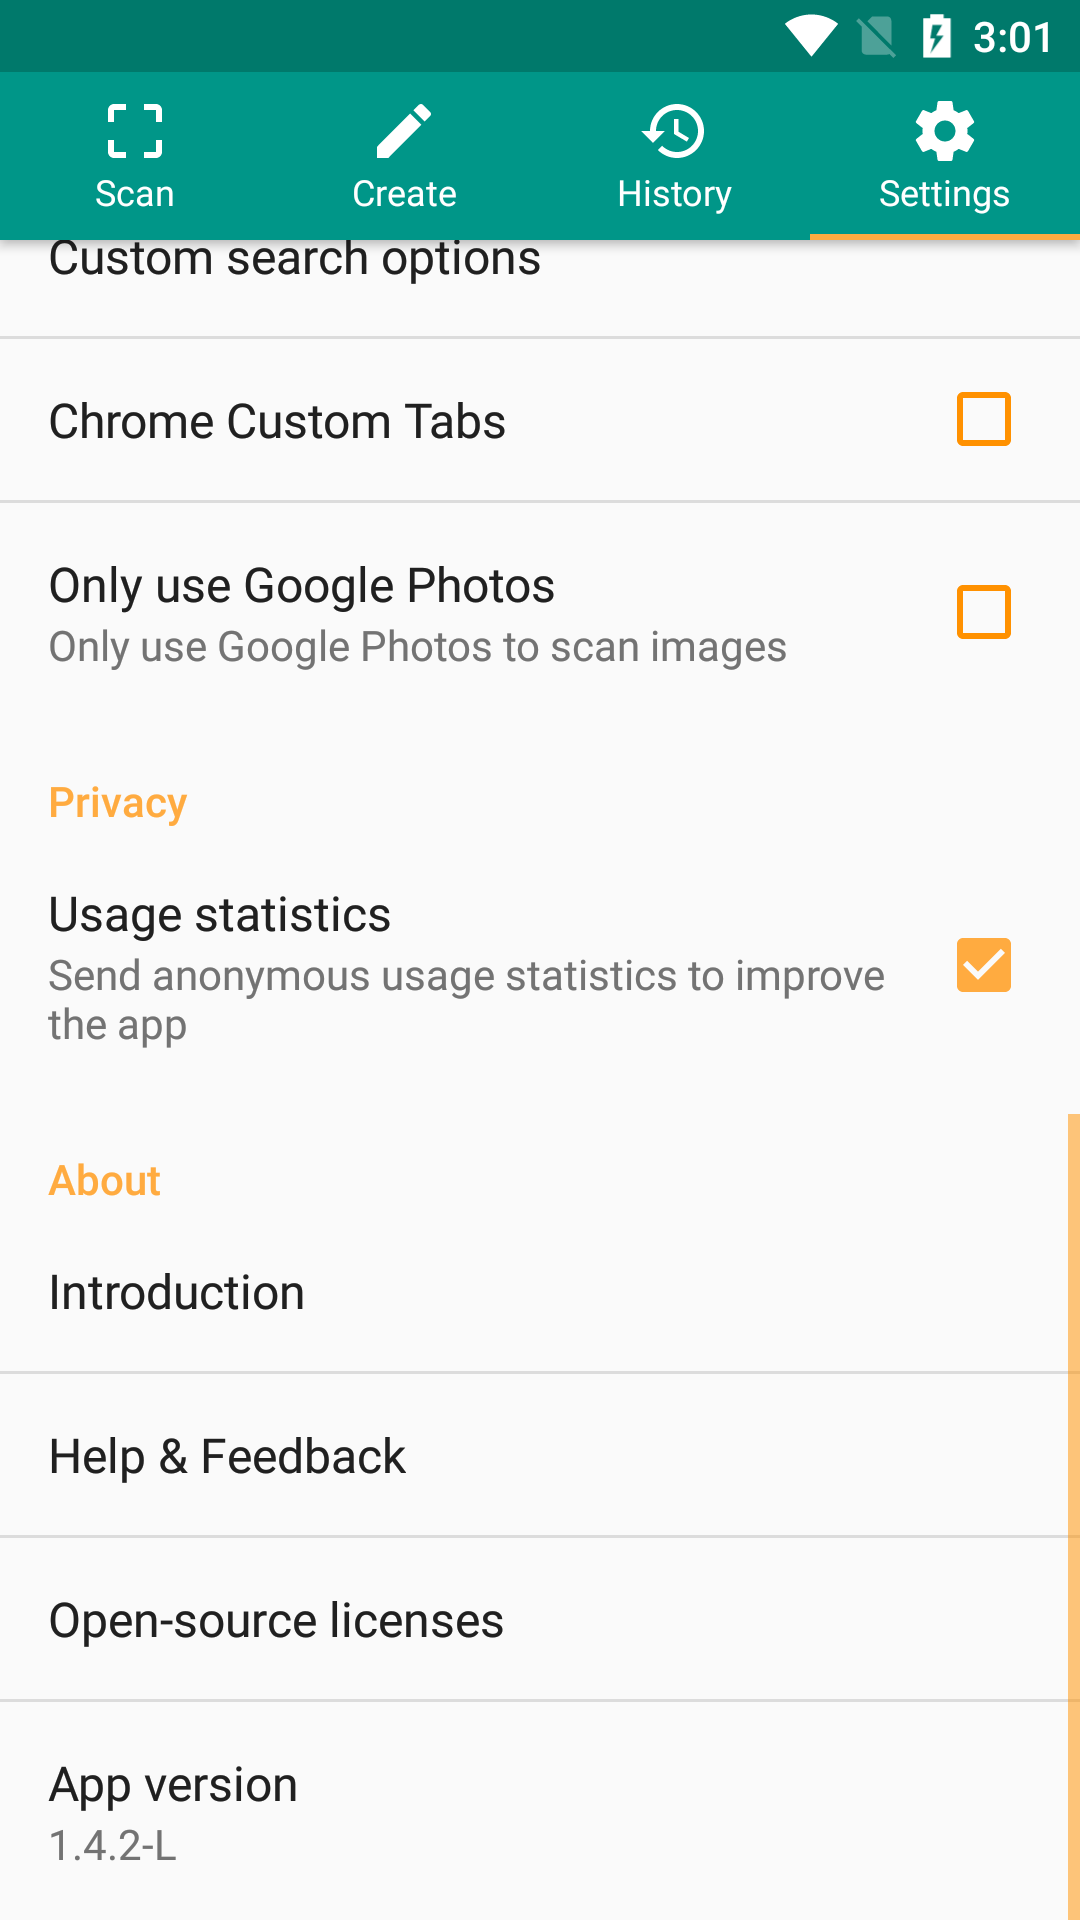 3:01
Scan
Create
History
Settings
Custom search options
Chrome Custom Tabs
Only use Google Photos
Only use Google Photos to scan images
Privacy
Usage statistics
Send anonymous usage statistics to improve
the app
About
Introduction
Help & Feedback
Open-source licenses
App version
1.4.2-L